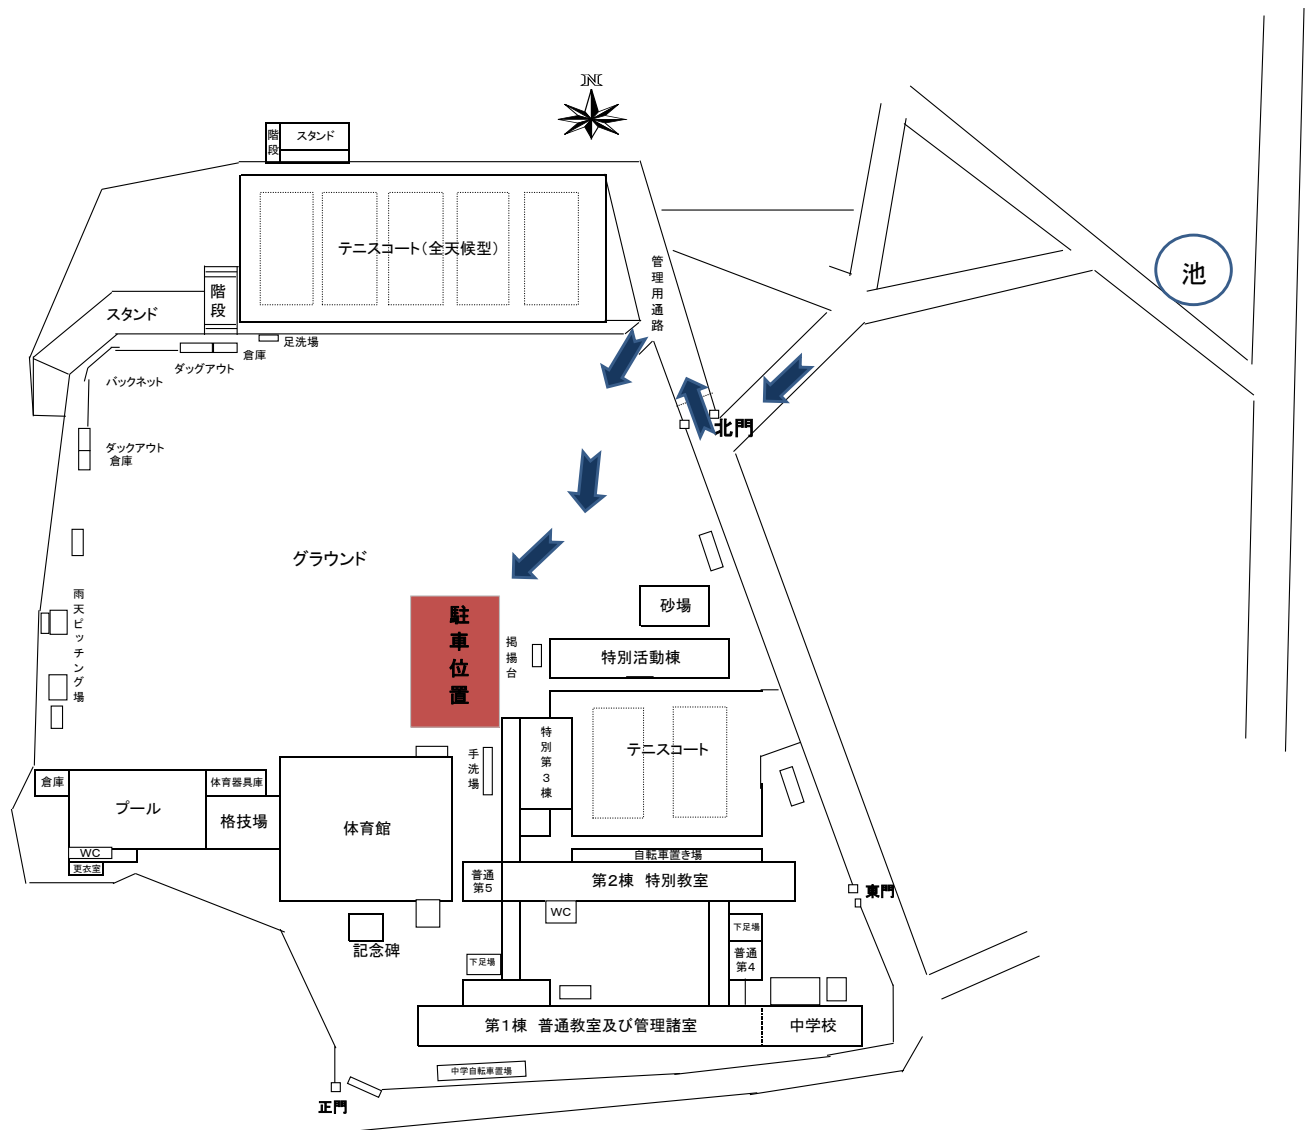 N
階段
スタンド
テニスコート(全天候型)
管理用通路
池
階段
スタンド
足洗場
倉庫
ダッグアウト
バックネット
北門
ダックアウト
倉庫
グラウンド
雨天ピッチング場
駐車位置
砂場
掲揚台
特別活動棟
特別第3棟
テニスコート
手洗場
倉庫
プール
体育器具庫
格技場
体育館
WC
更衣室
自転車置き場
普通
第5
第2棟 特別教室
東門
WC
記念碑
下足場
下足場
普通
第4
第1棟 普通教室及び管理諸室
中学校
中学自転車置場
正門